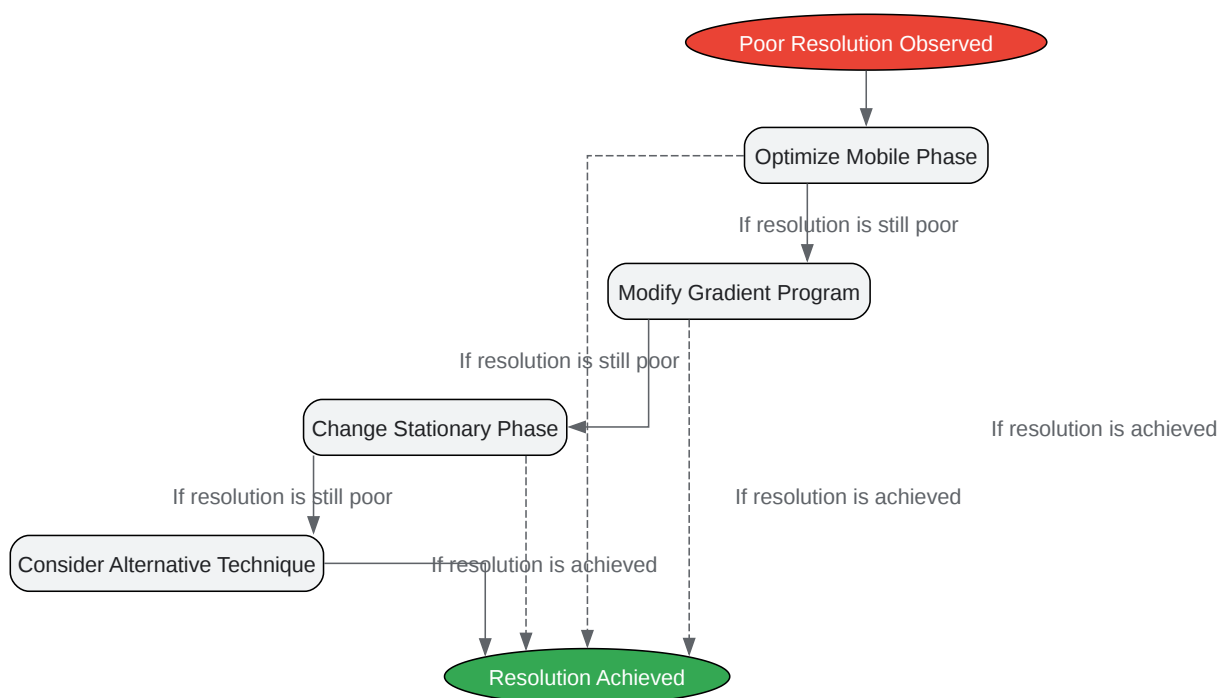 Poor Resolution Observed
Optimize Mobile Phase
If resolution is still poor
Modify Gradient Program
If resolution is still poor
Change Stationary Phase
If resolution is achieved
If resolution is still poor
If resolution is achieved
Consider Alternative Technique
If resolution is achieved
Resolution Achieved